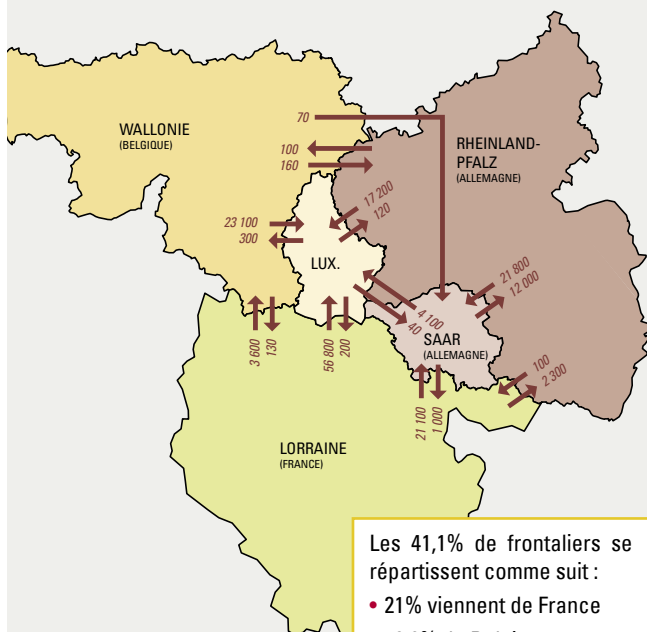 70
WALLONIE
(BELGIQUE)
RHEINLAND-
PFALZ
(ALLEMAGNE)
100
160
17 200
120
23 100
300
LUX.
21 800
12 000
4 100
40
SAAR
(ALLEMAGNE)
3 600
130
56 800
200
100
2 300
21 100
1 000
LORRAINE
(FRANCE)
Les 41,1% de frontaliers se
répartissent comme suit :
• 21% viennent de France